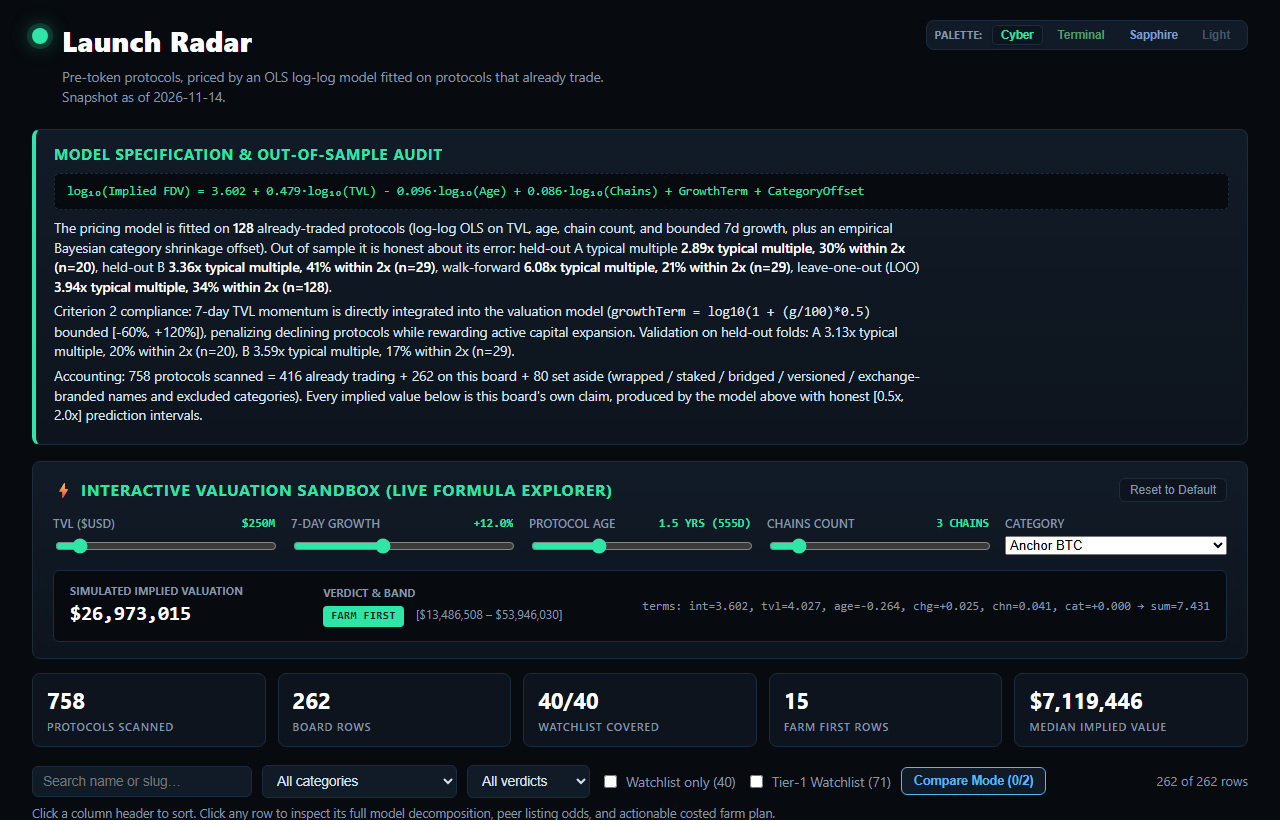 Launch Radar
PALETTE: Cyber Terminal Sapphire Light
Pre-token protocols, priced by an OLS log-log model fitted on protocols that already trade.
Snapshot as of 2026-11-14.
MODEL SPECIFICATION & OUT-OF-SAMPLE AUDIT
log₁₀(Implied FDV) = 3.602 + 0.479·log₁₀(TVL) - 0.096·log₁₀(Age) + 0.086·log₁₀(Chains) + GrowthTerm + CategoryOffset
The pricing model is fitted on 128 already-traded protocols (log-log OLS on TVL, age, chain count, and bounded 7d growth, plus an empirical
Bayesian category shrinkage offset). Out of sample it is honest about its error: held-out A typical multiple 2.89x typical multiple, 30% within 2x
(n=20), held-out B 3.36x typical multiple, 41% within 2x (n=29), walk-forward 6.08x typical multiple, 21% within 2x (n=29), leave-one-out (LOO)
3.94x typical multiple, 34% within 2x (n=128).
Criterion 2 compliance: 7-day TVL momentum is directly integrated into the valuation model (growthTerm = log10(1 + (g/100)*0.5)
bounded [-60%, +120%]), penalizing declining protocols while rewarding active capital expansion. Validation on held-out folds: A 3.13x typical
multiple, 20% within 2x (n=20), B 3.59x typical multiple, 17% within 2x (n=29).
Accounting: 758 protocols scanned = 416 already trading + 262 on this board + 80 set aside (wrapped / staked / bridged / versioned / exchange-
branded names and excluded categories). Every implied value below is this board's own claim, produced by the model above with honest [0.5x,
2.0x] prediction intervals.
INTERACTIVE VALUATION SANDBOX (LIVE FORMULA EXPLORER)
Reset to Default
TVL ($USD) $250M 7-DAY GROWTH +12.0% PROTOCOL AGE 1.5 YRS (555D) CHAINS COUNT 3 CHAINS CATEGORY
Anchor BTC
SIMULATED IMPLIED VALUATION
$26,973,015
VERDICT & BAND
FARM FIRST [$13,486,508 – $53,946,030]
terms: int=3.602, tvl=4.027, age=-0.264, chg=+0.025, chn=0.041, cat=+0.000 → sum=7.431
758
PROTOCOLS SCANNED
262
BOARD ROWS
40/40
WATCHLIST COVERED
15
FARM FIRST ROWS
$7,119,446
MEDIAN IMPLIED VALUE
Search name or slug... All categories All verdicts Watchlist only (40) Tier-1 Watchlist (71) Compare Mode (0/2) 262 of 262 rows
Click a column header to sort. Click any row to inspect its full model decomposition, peer listing odds, and actionable costed farm plan.